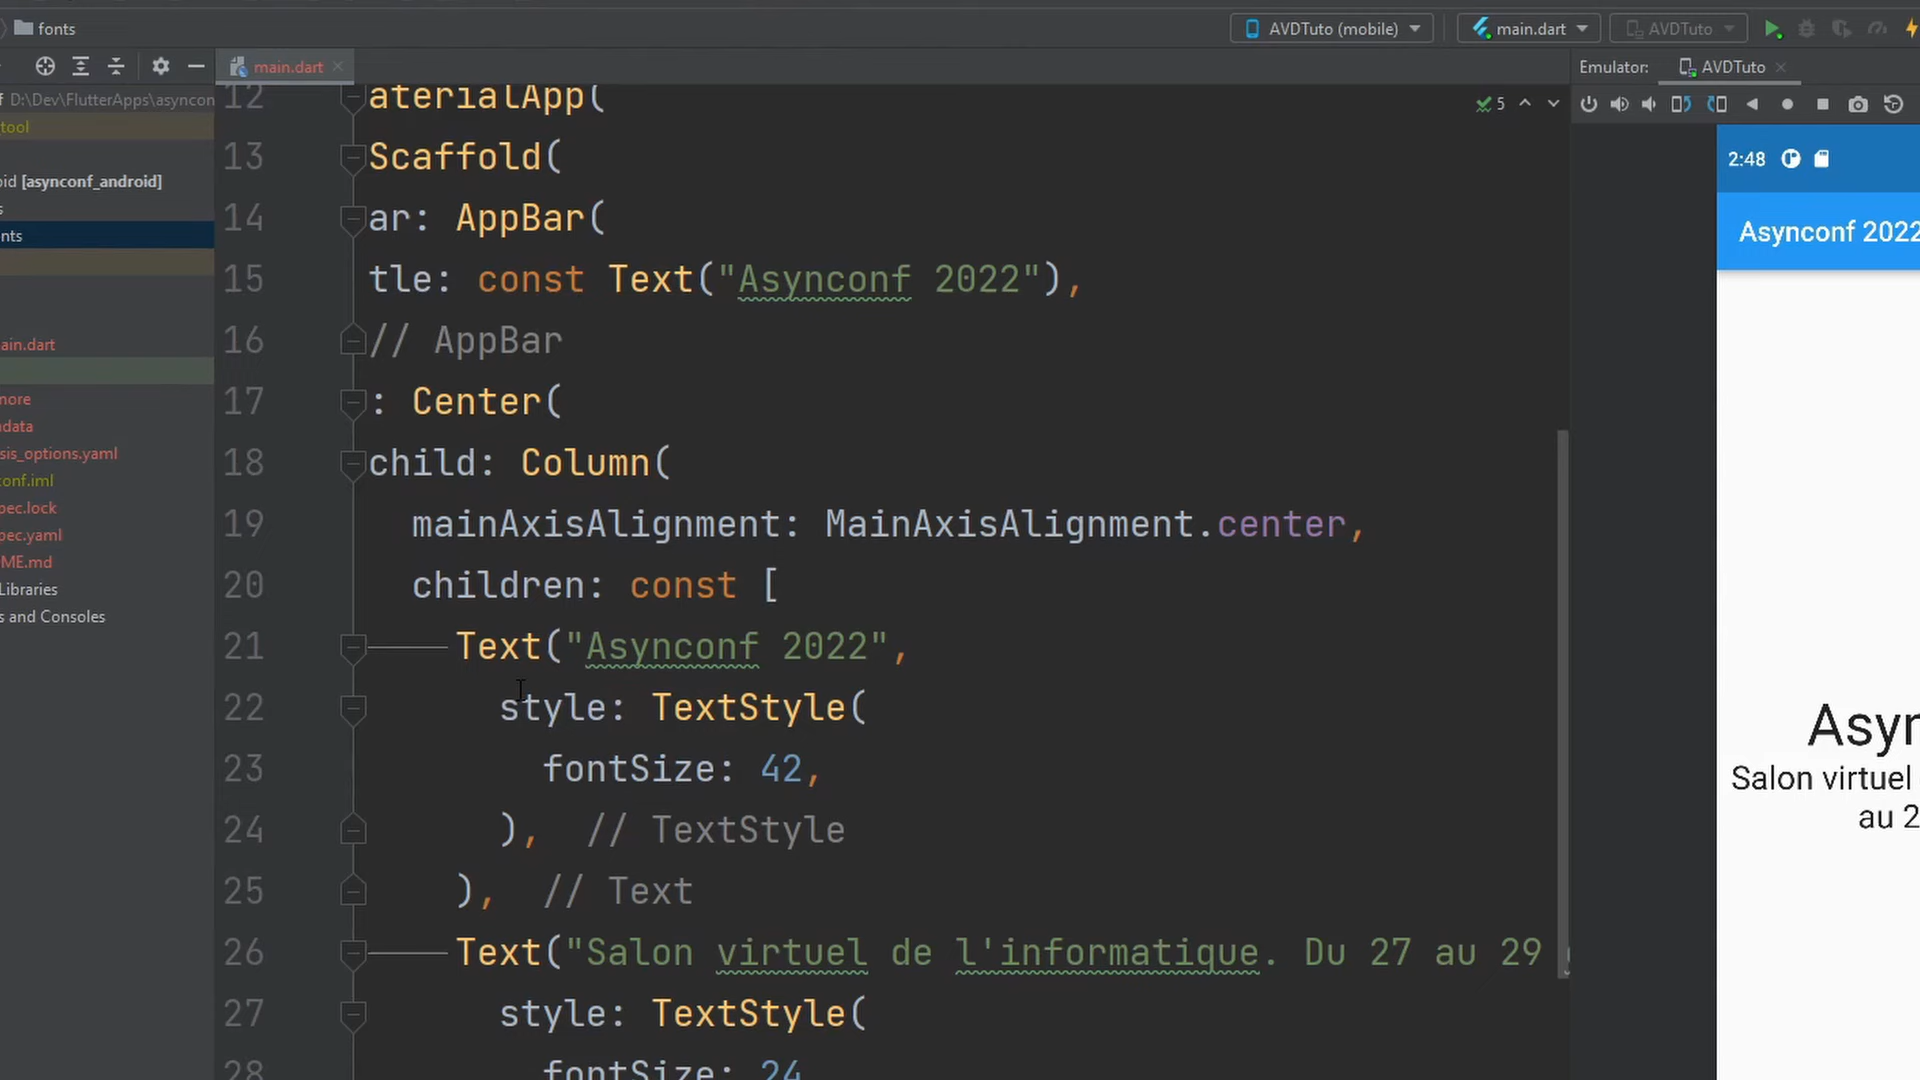 fonts
AVDTuto (mobile)
main.dart
AVDTuto
main.dart
Emulator:
AVDTuto
D:\Dev\FlutterApps\asyncon
tool
oid [asynconf_android]
s
nts
ain.dart
nore
adata
sis_options.yaml
conf.iml
pec.lock
pec.yaml
ME.md
Libraries
s and Consoles
5
12 aterialApp(
13 Scaffold(
14 ar: AppBar(
15 tle: const Text("Asynconf 2022"),
16 // AppBar
17 : Center(
18 child: Column(
19 mainAxisAlignment: MainAxisAlignment.center,
20 children: const [
21 Text("Asynconf 2022",
22 style: TextStyle(
23 fontSize: 42,
24 ), // TextStyle
25 ), // Text
26 Text("Salon virtuel de l'informatique. Du 27 au 29
27 style: TextStyle(
28 fontSize: 24
2:48
Asynconf 2022
Asyn
Salon virtuel
au 2